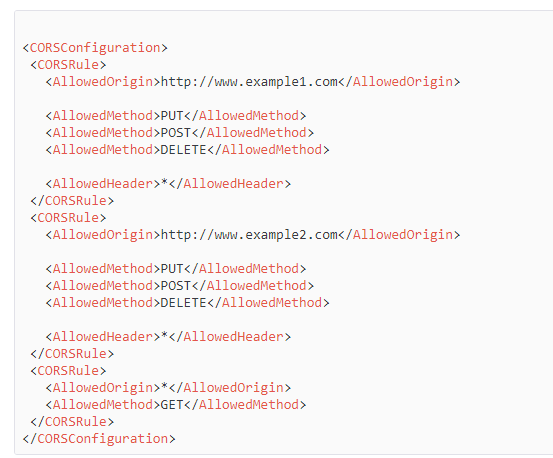 <CORSConfiguration>
<CORSRule>
<AllowedOrigin>http://www.example1.com</AllowedOrigin>
<AllowedMethod>PUT</AllowedMethod>
<AllowedMethod>POST</AllowedMethod>
<AllowedMethod>DELETE</AllowedMethod>
<AllowedHeader>*</AllowedHeader>
</CORSRule>
<CORSRule>
<AllowedOrigin>http://www.example2.com</AllowedOrigin>
<AllowedMethod>PUT</AllowedMethod>
<AllowedMethod>POST</AllowedMethod>
<AllowedMethod>DELETE</AllowedMethod>
<AllowedHeader>*</AllowedHeader>
</CORSRule>
<CORSRule>
<AllowedOrigin>*</AllowedOrigin>
<AllowedMethod>GET</AllowedMethod>
</CORSRule>
</CORSConfiguration>